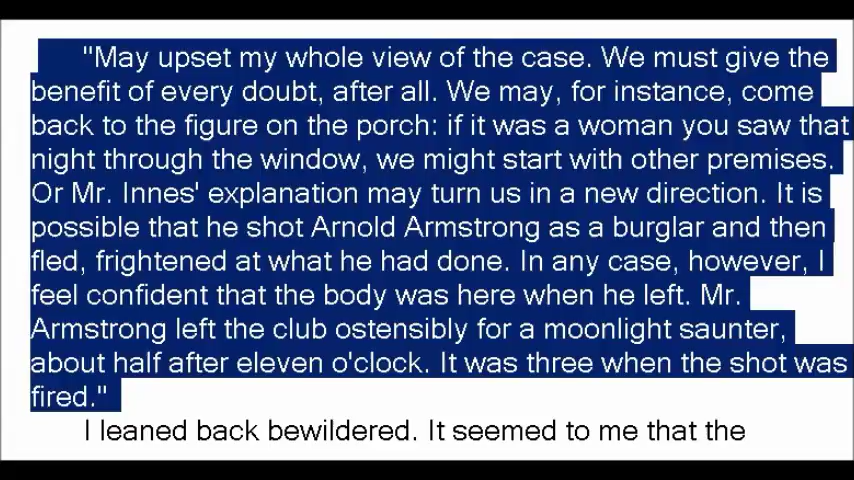 "May upset my whole view of the case. We must give the
benefit of every doubt, after all. We may, for instance, come
back to the figure on the porch: if it was a woman you saw that
night through the window, we might start with other premises.
Or Mr. Innes' explanation may turn us in a new direction. It is
possible that he shot Arnold Armstrong as a burglar and then
fled, frightened at what he had done. In any case, however, I
feel confident that the body was here when he left. Mr.
Armstrong left the club ostensibly for a moonlight saunter,
about half after eleven o'clock. It was three when the shot was
fired."
I leaned back bewildered. It seemed to me that the